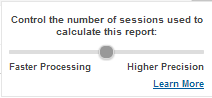 Control the number of sessions used to
calculate this report:
Faster Processing Higher Precision
Learn More